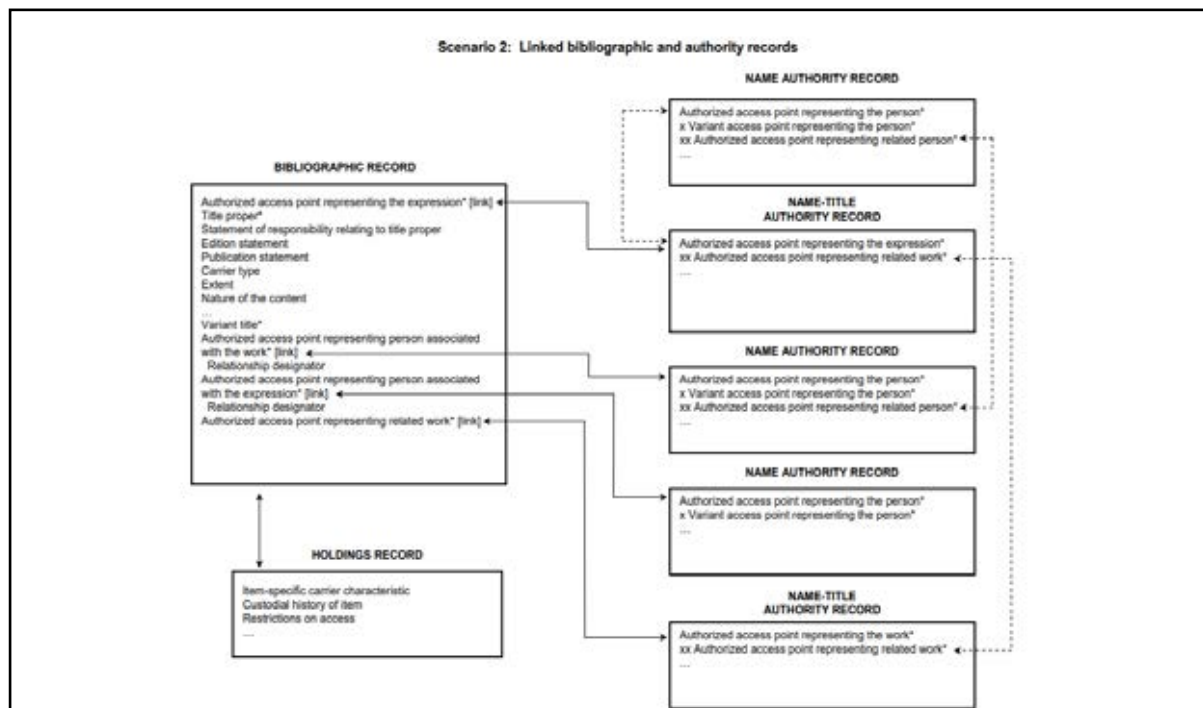 Scenario 2: Linked bibliographic and authority records
BIBLIOGRAPHIC RECORD
Authorized access point representing the expression* [link]
Title proper*
Statement of responsibility relating to title proper
Edition statement
Publication statement
Carrier type
Extent
Nature of the content
...
Variant title*
Authorized access point representing person associated
with the work* [link]
Relationship designator
Authorized access point representing person associated
with the expression* [link]
Relationship designator
Authorized access point representing related work* [link]
HOLDINGS RECORD
Item-specific carrier characteristic
Custodial history of item
Restrictions on access
...
NAME AUTHORITY RECORD
Authorized access point representing the person*
x Variant access point representing the person*
xx Authorized access point representing related person*
...
NAME-TITLE
AUTHORITY RECORD
Authorized access point representing the expression*
xx Authorized access point representing related work*
...
NAME AUTHORITY RECORD
Authorized access point representing the person*
x Variant access point representing the person*
xx Authorized access point representing related person*
...
NAME AUTHORITY RECORD
Authorized access point representing the person*
x Variant access point representing the person*
...
NAME-TITLE
AUTHORITY RECORD
Authorized access point representing the work*
xx Authorized access point representing related work*
...